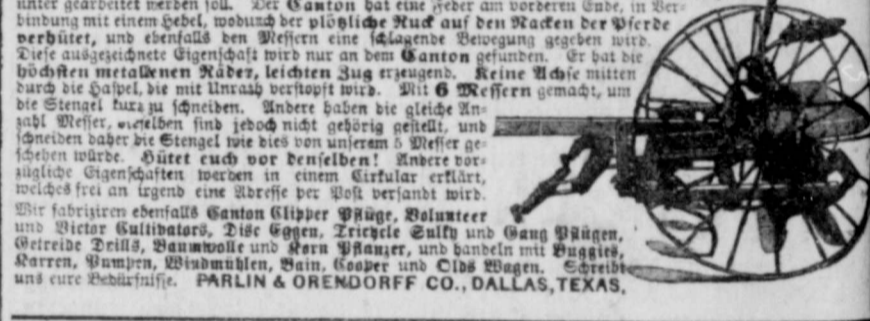 unter gearbeitet werden soll. Der Canton hat eine Feder am vorderen Ende, in Ver-
bindung mit einem Hebel, wodurch der plötzliche Ruck auf den Nacken der Pferde
verhütet, und ebenfalls den Messern eine schlagende Bewegung gegeben wird.
Diese ausgezeichnete Eigenschaft wird nur an dem Canton gefunden. Er hat die
höchsten metallenen Räder, leichten Zug erzeugend. Keine Achse mitten
durch die Haspel, die mit Unrath verstopft wird. Mit 6 Messern gemacht, um
die Stengel kurz zu schneiden. Andere haben die gleiche An-
zahl Messer, dieselben sind jedoch nicht gehörig gestellt, und
schneiden daher die Stengel wie dies von unserem 5 Messer ge-
schehen würde. Hütet euch vor denselben! Andere vor-
zügliche Eigenschaften werden in einem Cirkular erklärt,
welches frei an irgend eine Adresse per Post versandt wird.
Wir fabriziren ebenfalls Canton Clipper Pflüge, Volunteer
und Victor Cultivators, Disc Eggen, Tricycle Sulky und Gang Pflügen,
Getreide Drills, Baumwolle und Korn Pflanzer, und handeln mit Buggies,
Karren, Pumpen, Windmühlen, Bain, Cooper und Olds Wagen. Schreibt
uns eure Bedürfnisse. PARLIN & ORENDORFF CO., DALLAS, TEXAS.